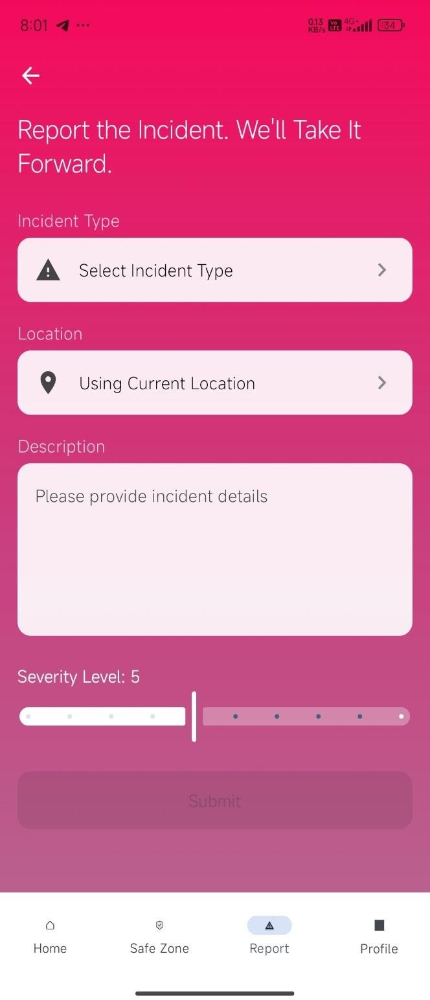 8:01
0.13
KB/s
Vo
LTE
4G+
34
Report the Incident. We'll Take It
Forward.
Incident Type
Select Incident Type
Location
Using Current Location
Description
Please provide incident details
Severity Level: 5
Submit
Home
Safe Zone
Report
Profile